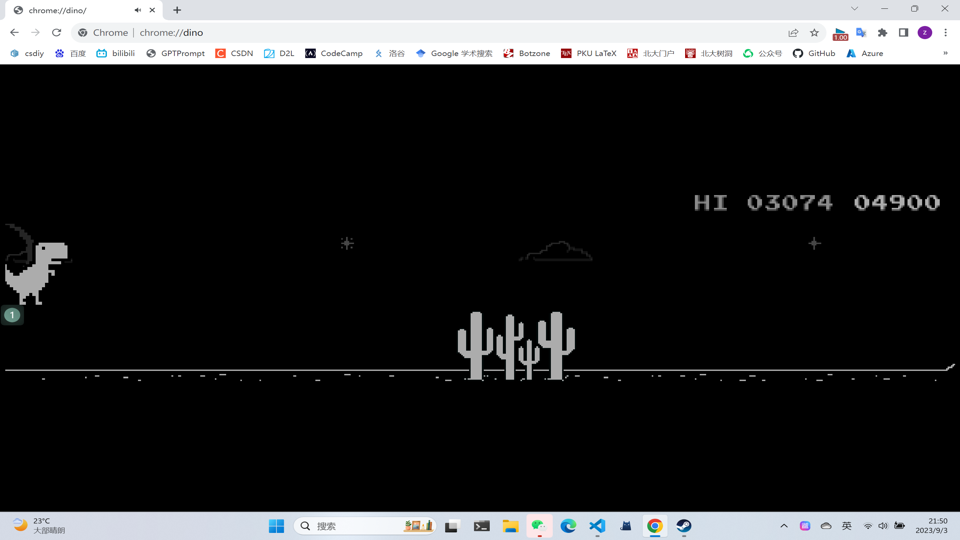 chrome://dino/
Chrome | chrome://dino
1.00
z
csdiy
百度
bilibili
GPTPrompt
CSDN
D2L
CodeCamp
洛谷
Google 学术搜索
Botzone
PKU LaTeX
北大门户
北大树洞
公众号
GitHub
Azure
»
HI 03074 04900
1
23°C
大部晴朗
搜索
英
21:50
2023/9/3